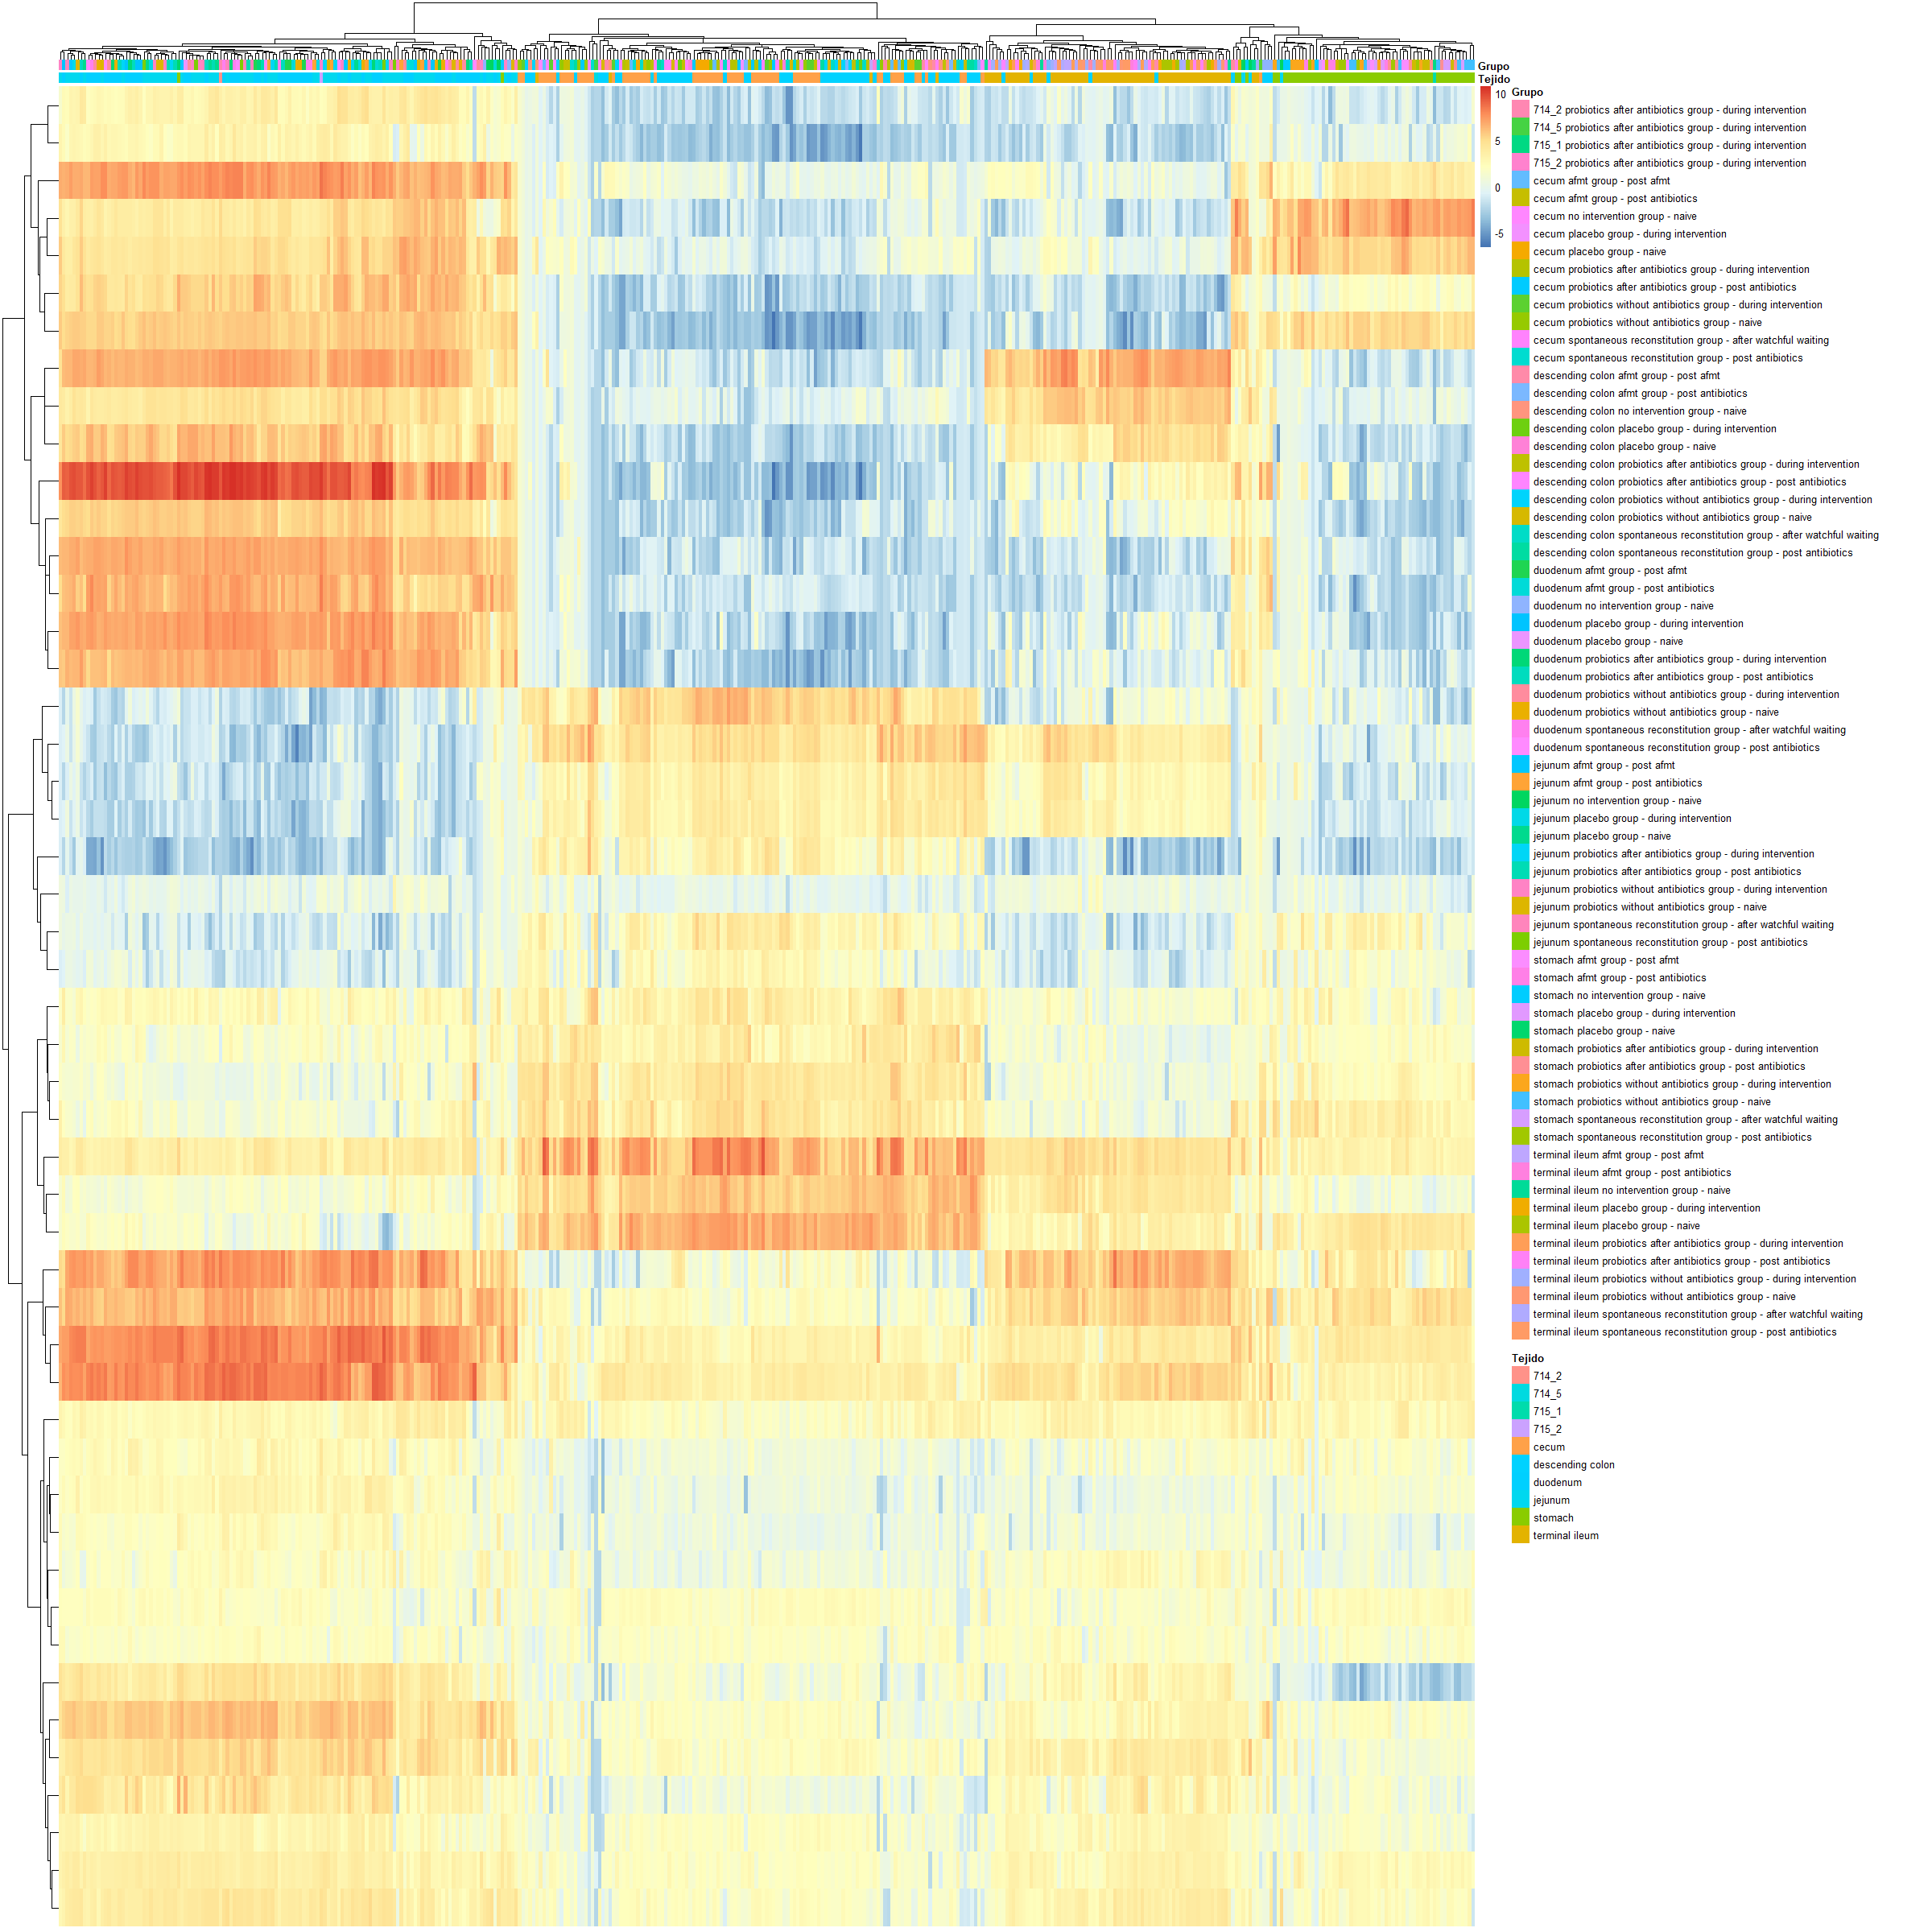 Grupo
Tejido
10
5
0
-5
Grupo
714_2 probiotics after antibiotics group - during intervention
714_5 probiotics after antibiotics group - during intervention
715_1 probiotics after antibiotics group - during intervention
715_2 probiotics after antibiotics group - during intervention
cecum afmt group - post afmt
cecum afmt group - post antibiotics
cecum no intervention group - naive
cecum placebo group - during intervention
cecum placebo group - naive
cecum probiotics after antibiotics group - during intervention
cecum probiotics after antibiotics group - post antibiotics
cecum probiotics without antibiotics group - during intervention
cecum probiotics without antibiotics group - naive
cecum spontaneous reconstitution group - after watchful waiting
cecum spontaneous reconstitution group - post antibiotics
descending colon afmt group - post afmt
descending colon afmt group - post antibiotics
descending colon no intervention group - naive
descending colon placebo group - during intervention
descending colon placebo group - naive
descending colon probiotics after antibiotics group - during intervention
descending colon probiotics after antibiotics group - post antibiotics
descending colon probiotics without antibiotics group - during intervention
descending colon probiotics without antibiotics group - naive
descending colon spontaneous reconstitution group - after watchful waiting
descending colon spontaneous reconstitution group - post antibiotics
duodenum afmt group - post afmt
duodenum afmt group - post antibiotics
duodenum no intervention group - naive
duodenum placebo group - during intervention
duodenum placebo group - naive
duodenum probiotics after antibiotics group - during intervention
duodenum probiotics after antibiotics group - post antibiotics
duodenum probiotics without antibiotics group - during intervention
duodenum probiotics without antibiotics group - naive
duodenum spontaneous reconstitution group - after watchful waiting
duodenum spontaneous reconstitution group - post antibiotics
jejunum afmt group - post afmt
jejunum afmt group - post antibiotics
jejunum no intervention group - naive
jejunum placebo group - during intervention
jejunum placebo group - naive
jejunum probiotics after antibiotics group - during intervention
jejunum probiotics after antibiotics group - post antibiotics
jejunum probiotics without antibiotics group - during intervention
jejunum probiotics without antibiotics group - naive
jejunum spontaneous reconstitution group - after watchful waiting
jejunum spontaneous reconstitution group - post antibiotics
stomach afmt group - post afmt
stomach afmt group - post antibiotics
stomach no intervention group - naive
stomach placebo group - during intervention
stomach placebo group - naive
stomach probiotics after antibiotics group - during intervention
stomach probiotics after antibiotics group - post antibiotics
stomach probiotics without antibiotics group - during intervention
stomach probiotics without antibiotics group - naive
stomach spontaneous reconstitution group - after watchful waiting
stomach spontaneous reconstitution group - post antibiotics
terminal ileum afmt group - post afmt
terminal ileum afmt group - post antibiotics
terminal ileum no intervention group - naive
terminal ileum placebo group - during intervention
terminal ileum placebo group - naive
terminal ileum probiotics after antibiotics group - during intervention
terminal ileum probiotics after antibiotics group - post antibiotics
terminal ileum probiotics without antibiotics group - during intervention
terminal ileum probiotics without antibiotics group - naive
terminal ileum spontaneous reconstitution group - after watchful waiting
terminal ileum spontaneous reconstitution group - post antibiotics
Tejido
714_2
714_5
715_1
715_2
cecum
descending colon
duodenum
jejunum
stomach
terminal ileum